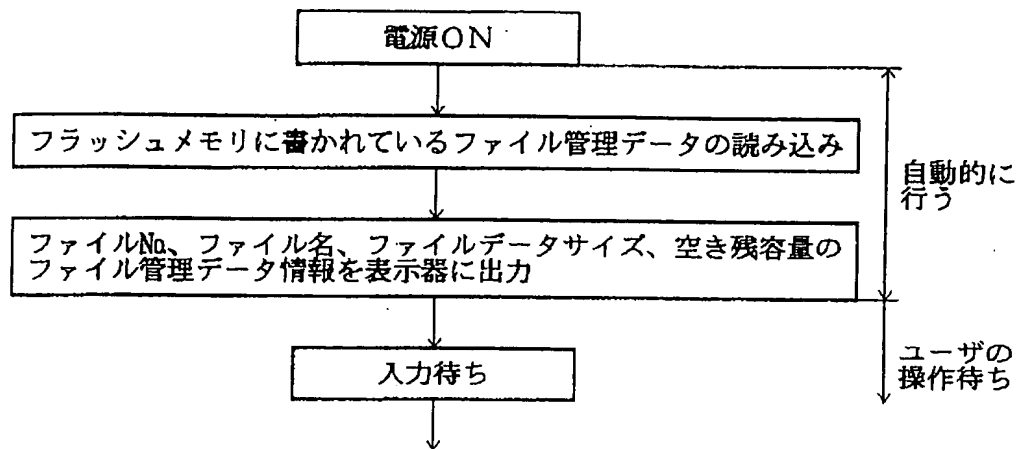 電源ON
フラッシュメモリに書かれているファイル管理データの読み込み
ファイル№、ファイル名、ファイルデータサイズ、空き残容量の
ファイル管理データ情報を表示器に出力
自動的に
行う
入力待ち
ユーザの
操作待ち